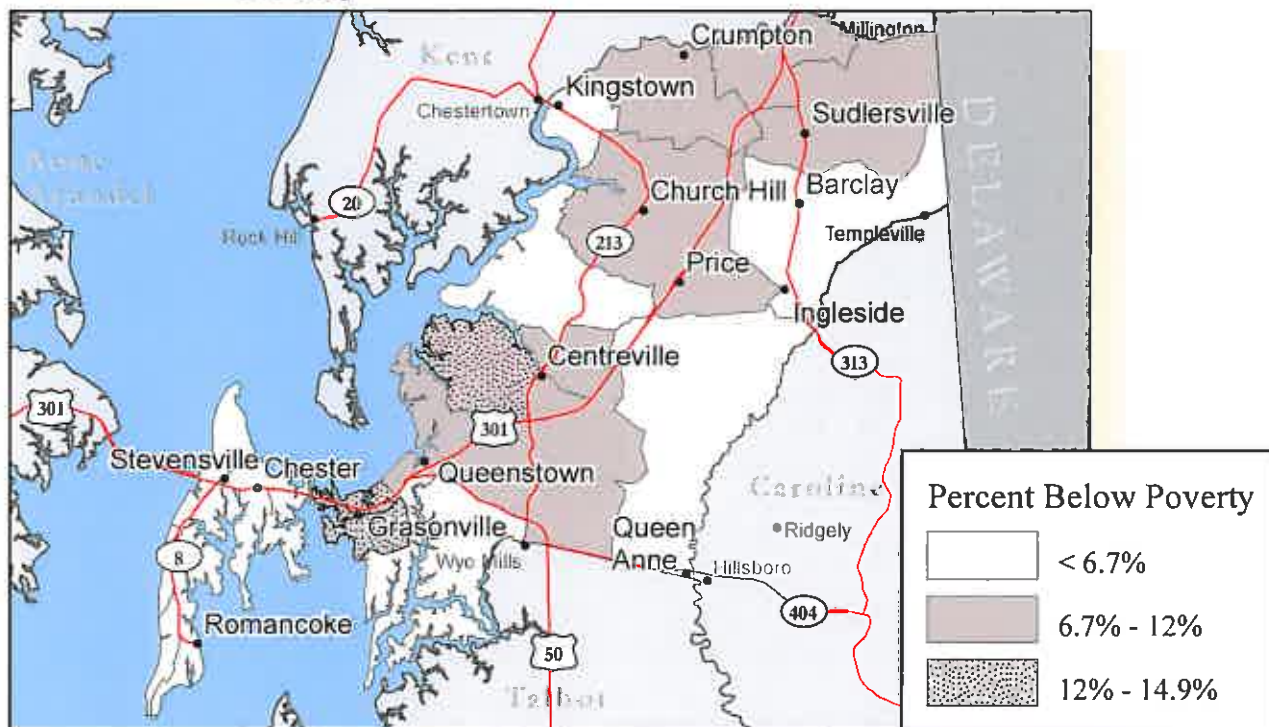 Millington
Crumpton
Kent
Kingstown
Chestertown
Sudlersville
DELAWARE
Anne
Arundel
Barclay
Church Hill
20
Templeville
Rock Hall
213
Price
Ingleside
Centreville
313
301
301
Stevensville
Chester
Queenstown
Caroline
Grasonville
Queen
Anne
Ridgely
Wye Mills
8
Hillsboro
404
Romancoke
50
Talbot
Percent Below Poverty
< 6.7%
6.7% - 12%
12% - 14.9%